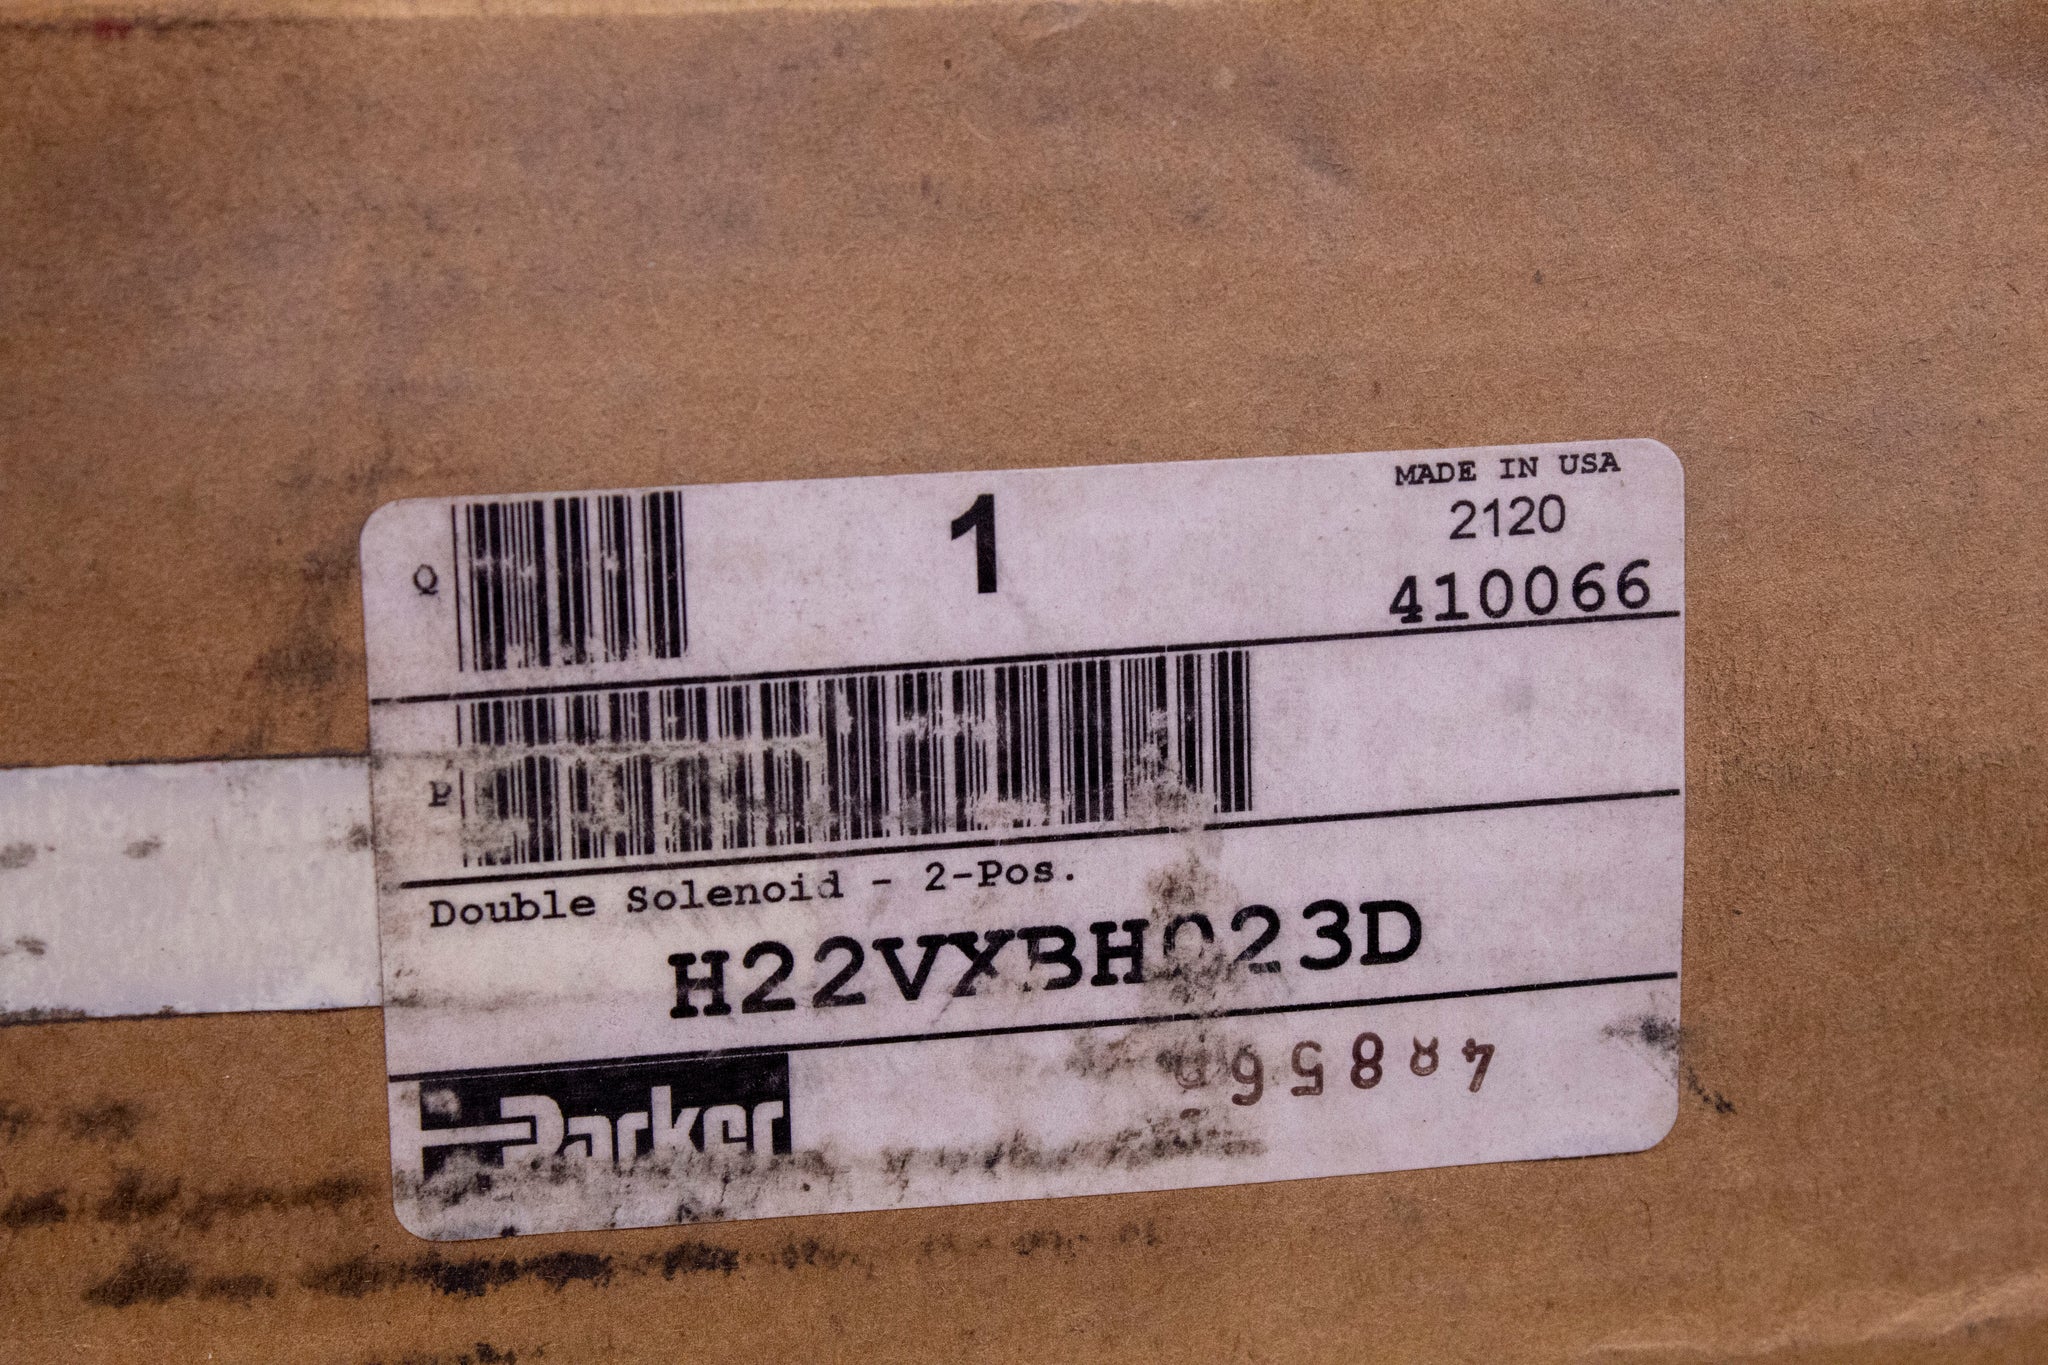 MADE IN USA
2120
Q
1
410066
P
Double Solenoid - 2-Pos.
H22VXBH023D
Parker